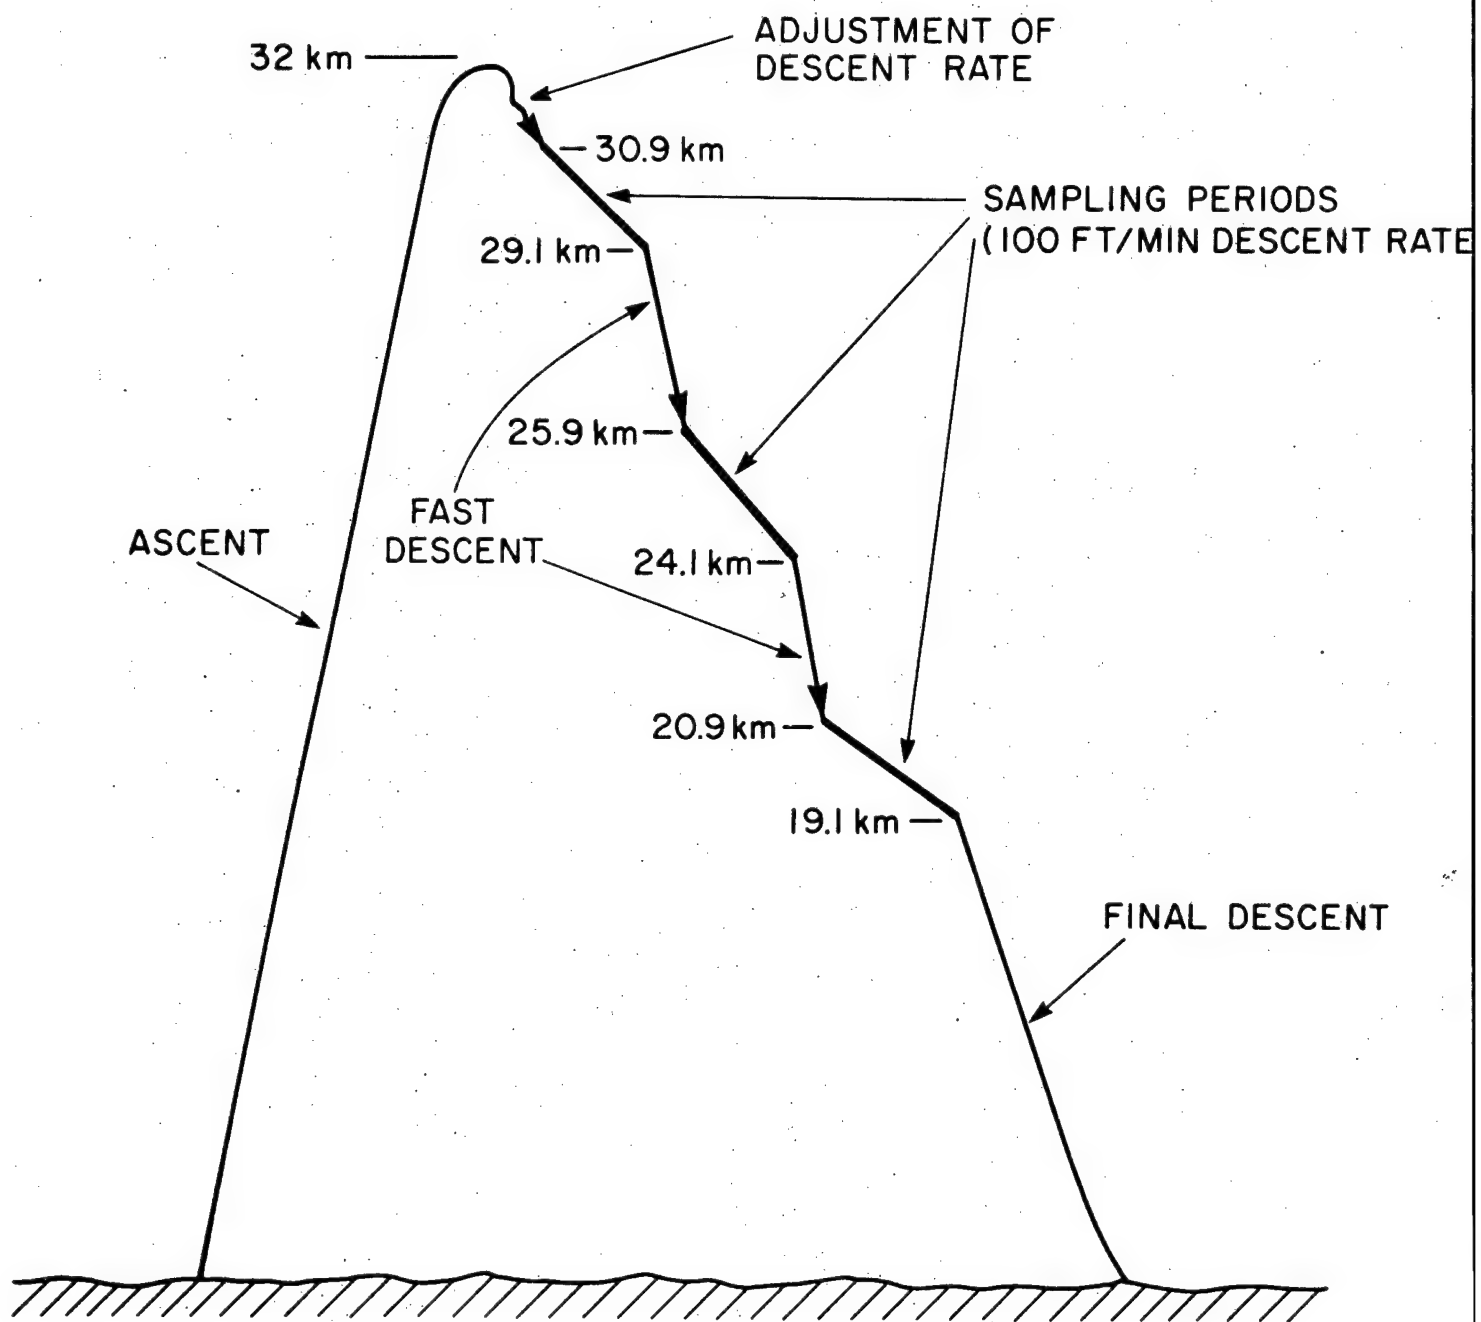 ADJUSTMENT OF
DESCENT RATE
32 km
30.9 km
SAMPLING PERIODS
(100 FT/MIN DESCENT RATE
29.1 km
25.9 km
FAST
DESCENT
ASCENT
24.1 km
20.9 km
19.1 km
FINAL DESCENT